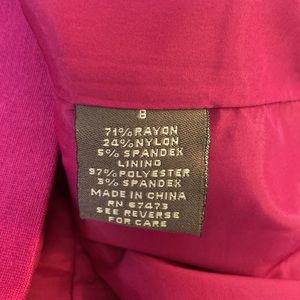 8
71% RAYON
24% NYLON
5% SPANDEX
LINING
97% POLYESTER
3% SPANDEX
MADE IN CHINA
RN 67473
SEE REVERSE
FOR CARE